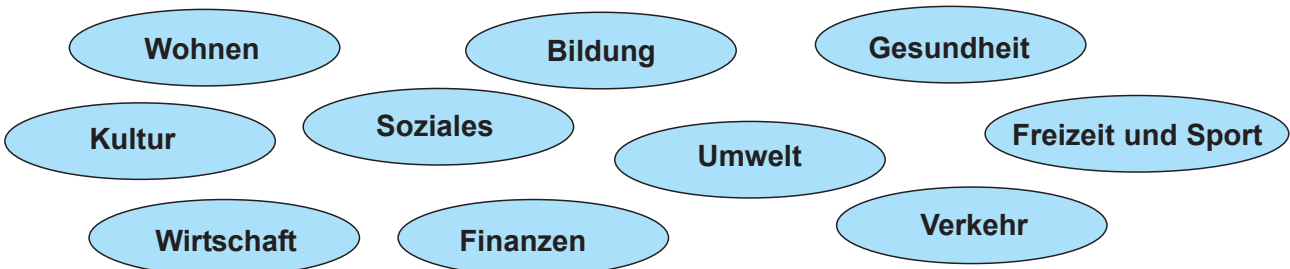 Wohnen
Bildung
Gesundheit
Kultur
Soziales
Umwelt
Freizeit und Sport
Wirtschaft
Finanzen
Verkehr